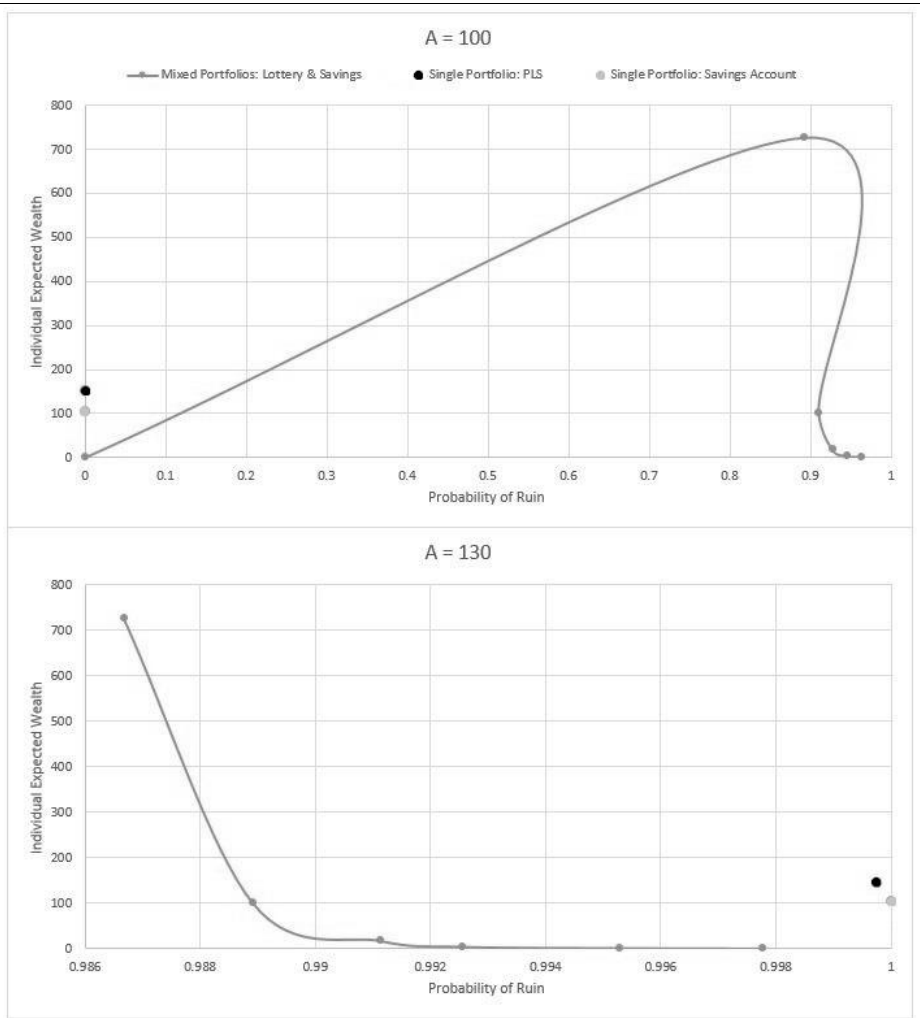 A = 100
Mixed Portfolios: Lottery & Savings Single Portfolio: PLS Single Portfolio: Savings Account
800
700
600
500
400
300
200
100
0
Individual Expected Wealth
0 0.1 0.2 0.3 0.4 0.5 0.6 0.7 0.8 0.9 1
Probability of Ruin
A = 130
800
700
600
500
400
300
200
100
0
Individual Expected Wealth
0.986 0.988 0.99 0.992 0.994 0.996 0.998 1
Probability of Ruin